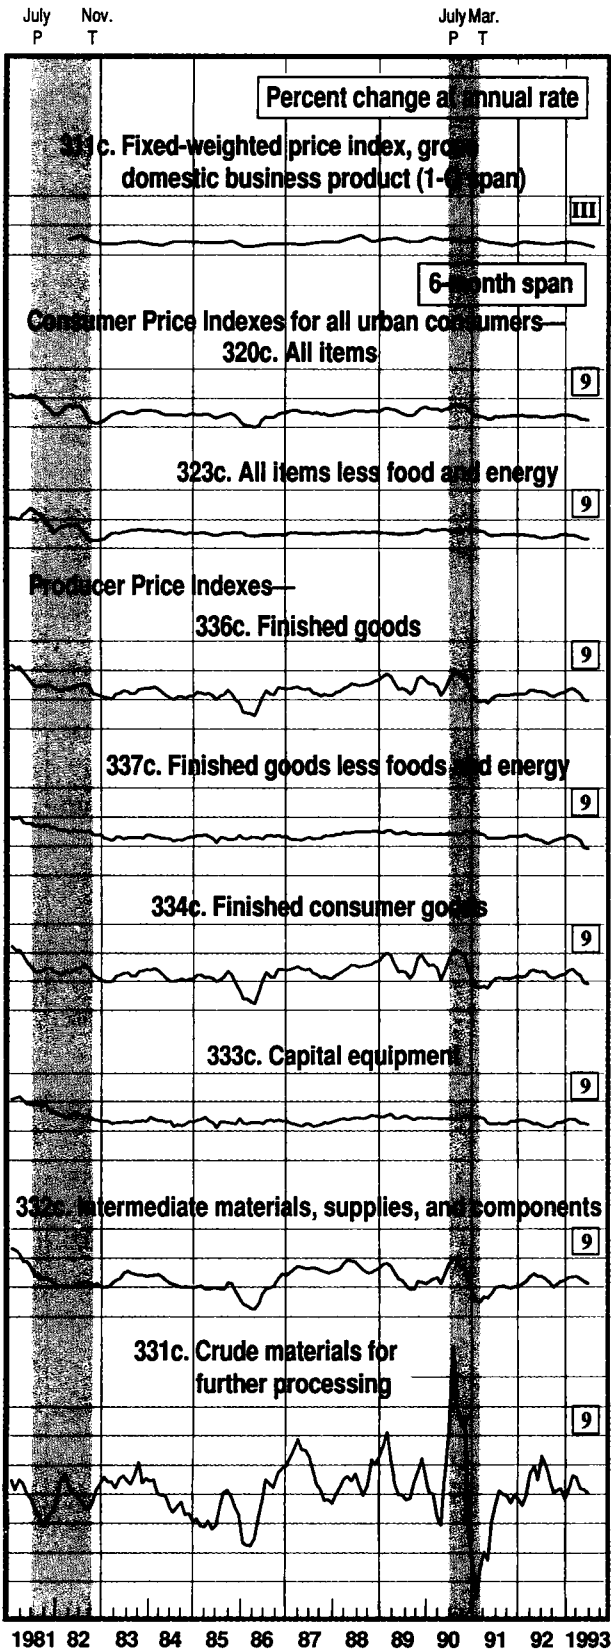 July Nov. July Mar.
P T P T
Percent change at annual rate
311c. Fixed-weighted price index, gross
domestic business product (1-Q span)
III
6-month span
Consumer Price Indexes for all urban consumers—
320c. All items
9
323c. All items less food and energy
9
Producer Price Indexes—
336c. Finished goods
9
337c. Finished goods less foods and energy
9
334c. Finished consumer goods
9
333c. Capital equipment
9
332c. Intermediate materials, supplies, and components
9
331c. Crude materials for
further processing
9
1981 82 83 84 85 86 87 88 89 90 91 92 1993